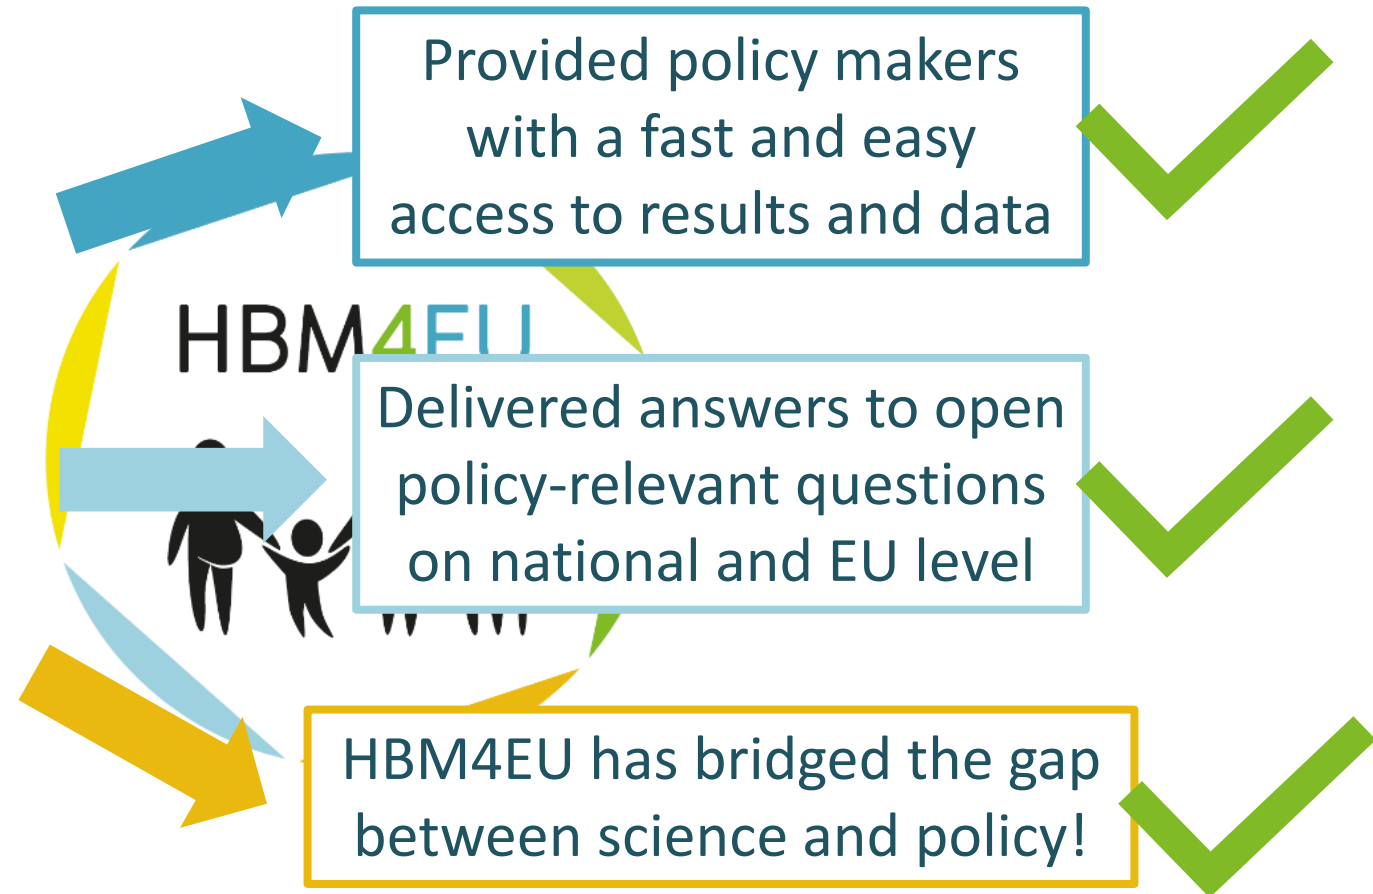 Provided policy makers
with a fast and easy
access to results and data
HBM4EU
Delivered answers to open
policy-relevant questions
on national and EU level
HBM4EU has bridged the gap
between science and policy!